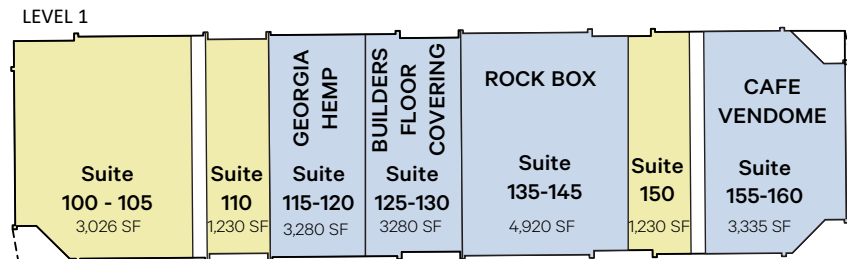 LEVEL 1
Suite
100 - 105
3,026 SF
Suite
110
1,230 SF
GEORGIA
HEMP
Suite
115-120
3,280 SF
BUILDERS
FLOOR
COVERING
Suite
125-130
3280 SF
ROCK BOX
Suite
135-145
4,920 SF
Suite
150
1,230 SF
CAFE
VENDOME
Suite
155-160
3,335 SF